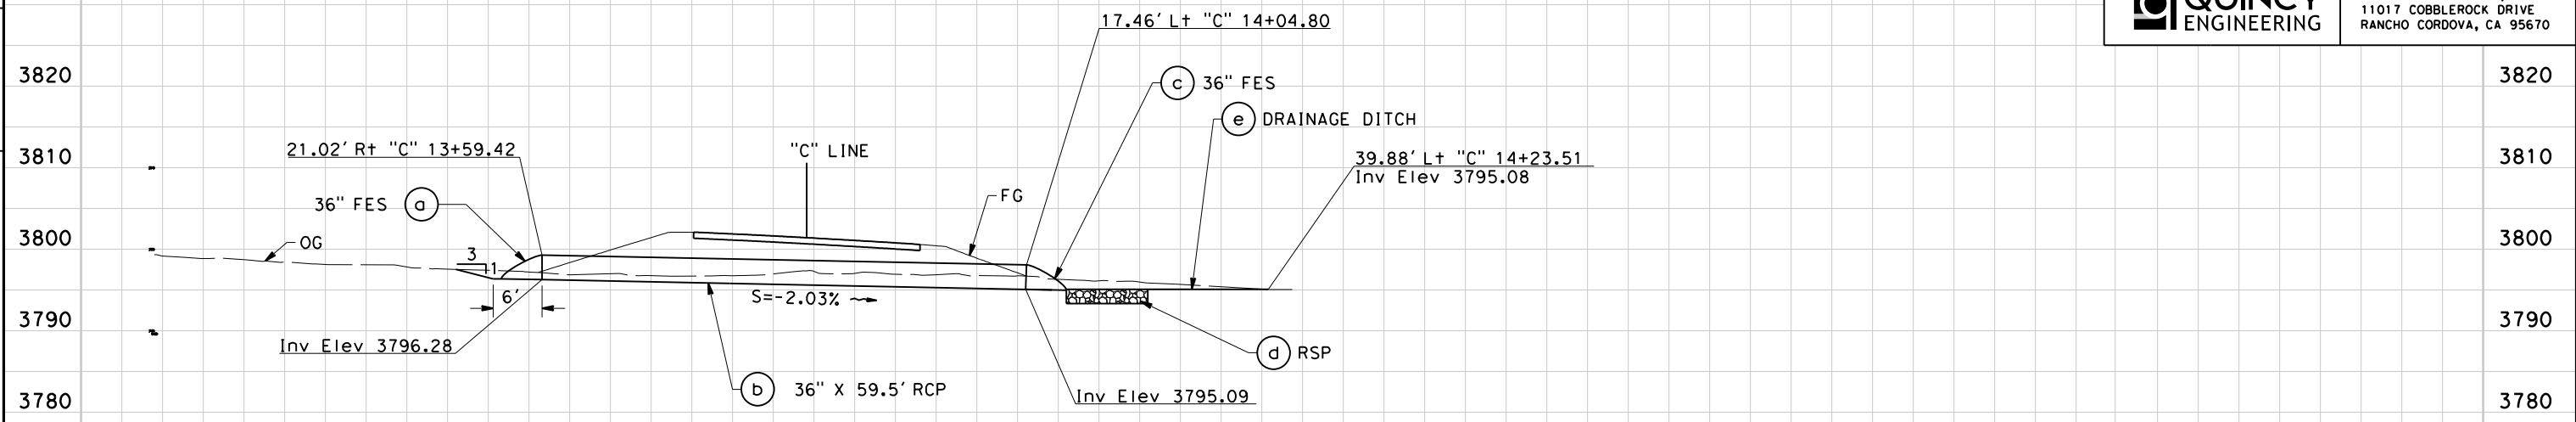 QUINCY
ENGINEERING
11017 COBBLEROCK DRIVE
RANCHO CORDOVA, CA 95670
17.46' Lt "C" 14+04.80
3820
c 36" FES
3820
e DRAINAGE DITCH
3810
21.02' Rt "C" 13+59.42
"C" LINE
39.88' Lt "C" 14+23.51
Inv Elev 3795.08
3810
36" FES a
FG
3800
OG
3
1
3800
6'
S=-2.03%
3790
Inv Elev 3796.28
d RSP
3790
b 36" X 59.5' RCP
Inv Elev 3795.09
3780
3780